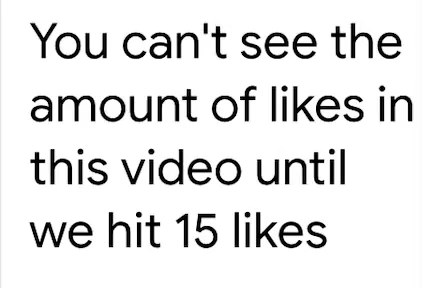 You can't see the
amount of likes in
this video until
we hit 15 likes